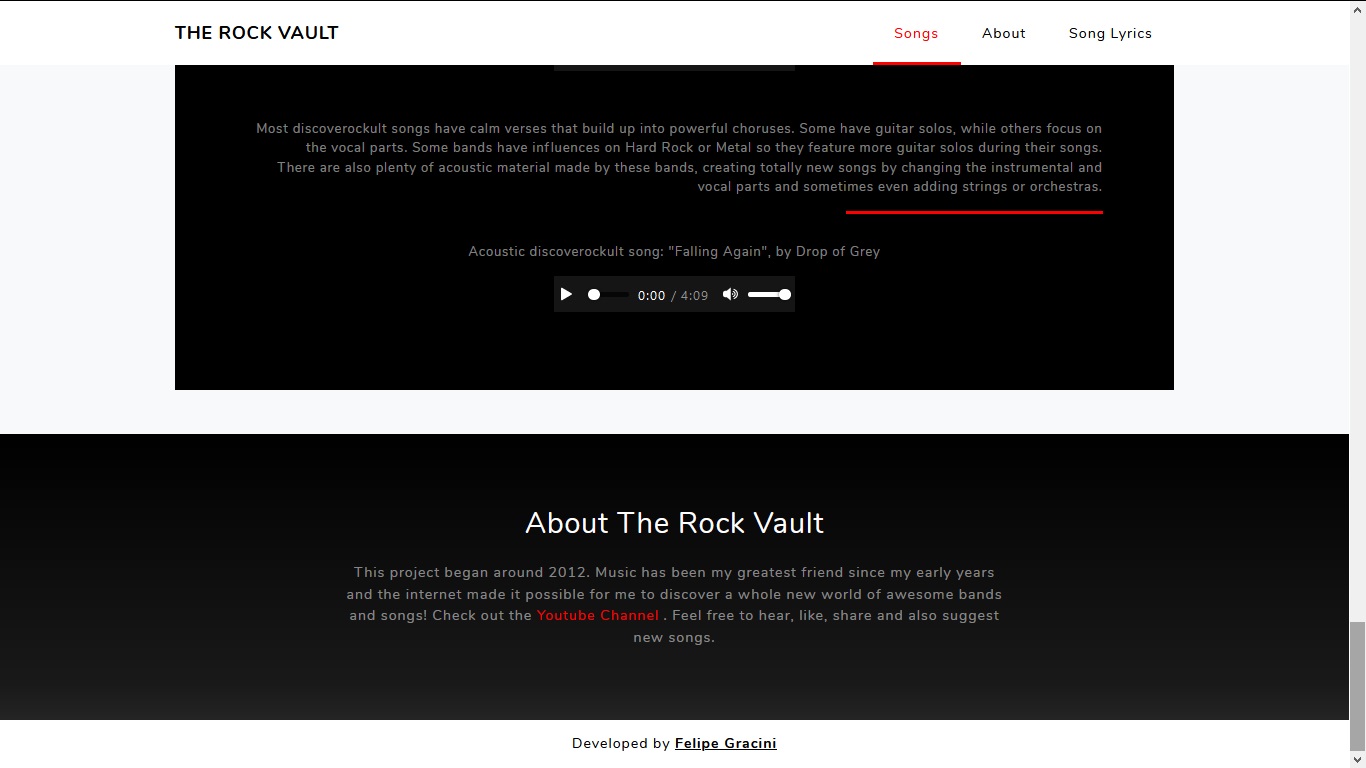 THE ROCK VAULT
Songs About Song Lyrics
Most discoverockult songs have calm verses that build up into powerful choruses. Some have guitar solos, while others focus on
the vocal parts. Some bands have influences on Hard Rock or Metal so they feature more guitar solos during their songs.
There are also plenty of acoustic material made by these bands, creating totally new songs by changing the instrumental and
vocal parts and sometimes even adding strings or orchestras.
Acoustic discoverockult song: "Falling Again", by Drop of Grey
0:00 / 4:09
About The Rock Vault
This project began around 2012. Music has been my greatest friend since my early years
and the internet made it possible for me to discover a whole new world of awesome bands
and songs! Check out the Youtube Channel . Feel free to hear, like, share and also suggest
new songs.
Developed by Felipe Gracini